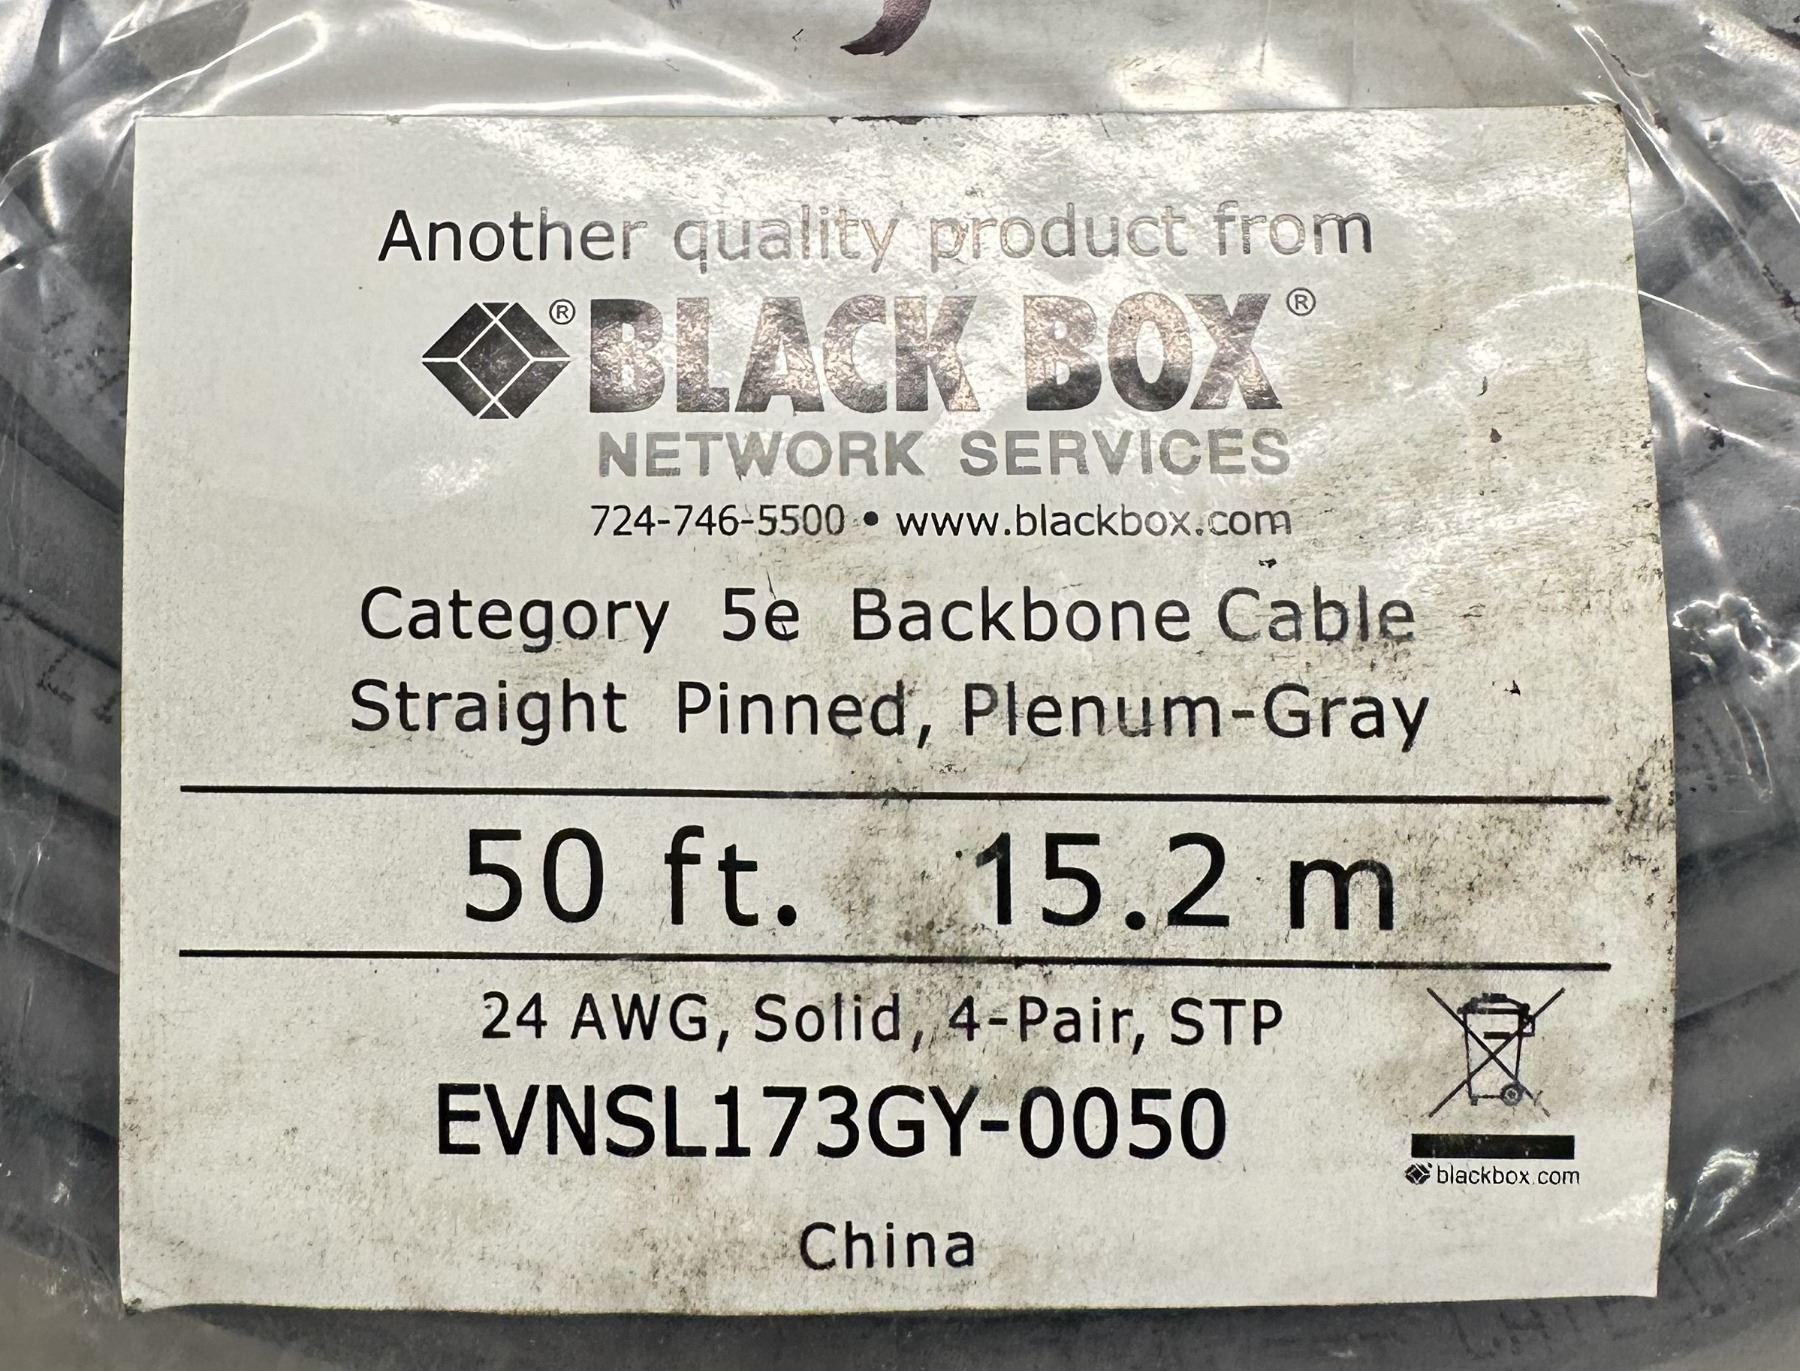 Another quality product from
® BLACK BOX ®
NETWORK SERVICES
724-746-5500 • www.blackbox.com
Category 5e Backbone Cable
Straight Pinned, Plenum-Gray
50 ft. 15.2 m
24 AWG, Solid, 4-Pair, STP
EVNSL173GY-0050
blackbox.com
China